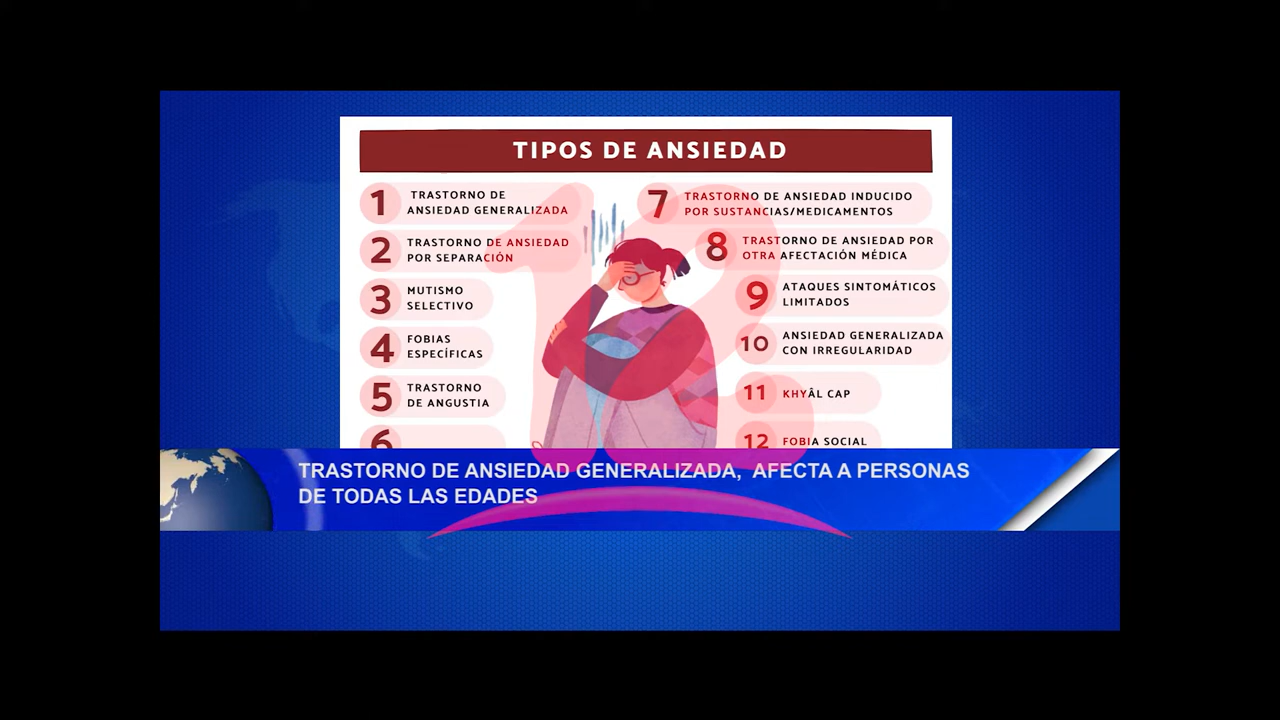 TIPOS DE ANSIEDAD
1 TRASTORNO DE
ANSIEDAD GENERALIZADA
2 TRASTORNO DE ANSIEDAD
POR SEPARACIÓN
3 MUTISMO
SELECTIVO
4 FOBIAS
ESPECÍFICAS
5 TRASTORNO
DE ANGUSTIA
6
7 TRASTORNO DE ANSIEDAD INDUCIDO
POR SUSTANCIAS/MEDICAMENTOS
8 TRASTORNO DE ANSIEDAD POR
OTRA AFECTACIÓN MÉDICA
9 ATAQUES SINTOMÁTICOS
LIMITADOS
10 ANSIEDAD GENERALIZADA
CON IRREGULARIDAD
11 KHYÂL CAP
12 FOBIA SOCIAL
12
TRASTORNO DE ANSIEDAD GENERALIZADA, AFECTA A PERSONAS
DE TODAS LAS EDADES